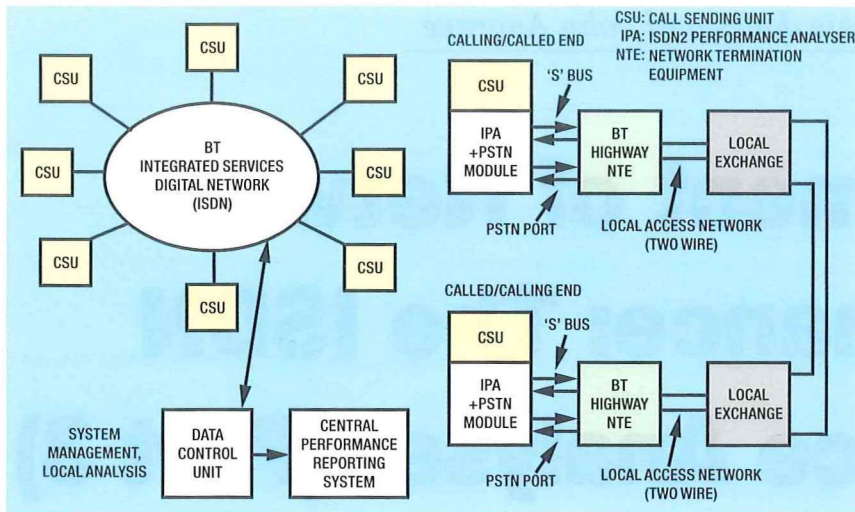 CSU
CSU
CSU
CSU
CSU
CSU
CSU
CSU
BT
INTEGRATED SERVICES
DIGITAL NETWORK
(ISDN)
SYSTEM
MANAGEMENT,
LOCAL ANALYSIS
DATA
CONTROL
UNIT
CENTRAL
PERFORMANCE
REPORTING
SYSTEM
CSU: CALL SENDING UNIT
IPA: ISDN2 PERFORMANCE ANALYSER
NTE: NETWORK TERMINATION
EQUIPMENT
CALLING/CALLED END
CSU
IPA
+PSTN
MODULE
'S' BUS
PSTN PORT
BT
HIGHWAY
NTE
LOCAL
EXCHANGE
LOCAL ACCESS NETWORK
(TWO WIRE)
CALLED/CALLING END
CSU
IPA
+PSTN
MODULE
'S' BUS
PSTN PORT
BT
HIGHWAY
NTE
LOCAL
EXCHANGE
LOCAL ACCESS NETWORK
(TWO WIRE)